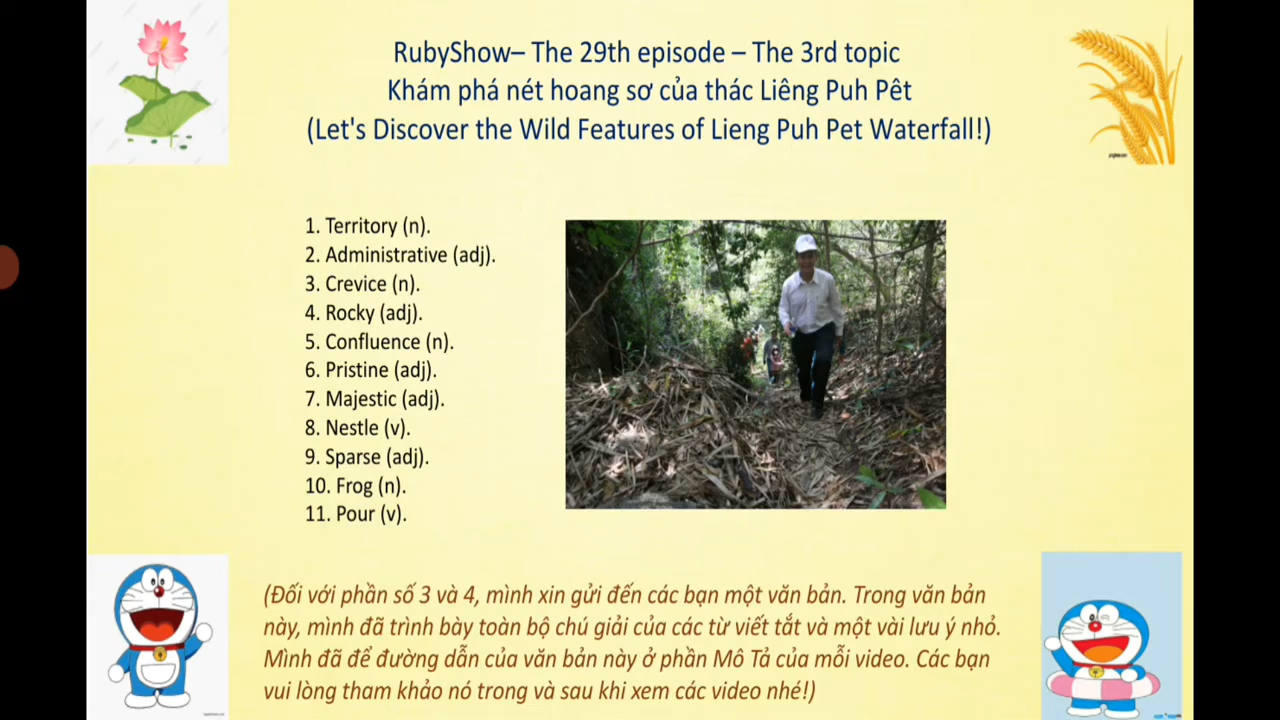 RubyShow– The 29th episode – The 3rd topic
Khám phá nét hoang sơ của thác Liêng Puh Pêt
(Let's Discover the Wild Features of Lieng Puh Pet Waterfall!)
1. Territory (n).
2. Administrative (adj).
3. Crevice (n).
4. Rocky (adj).
5. Confluence (n).
6. Pristine (adj).
7. Majestic (adj).
8. Nestle (v).
9. Sparse (adj).
10. Frog (n).
11. Pour (v).
(Đối với phần số 3 và 4, mình xin gửi đến các bạn một văn bản. Trong văn bản
này, mình đã trình bày toàn bộ chú giải của các từ viết tắt và một vài lưu ý nhỏ.
Mình đã để đường dẫn của văn bản này ở phần Mô Tả của mỗi video. Các bạn
vui lòng tham khảo nó trong và sau khi xem các video nhé!)